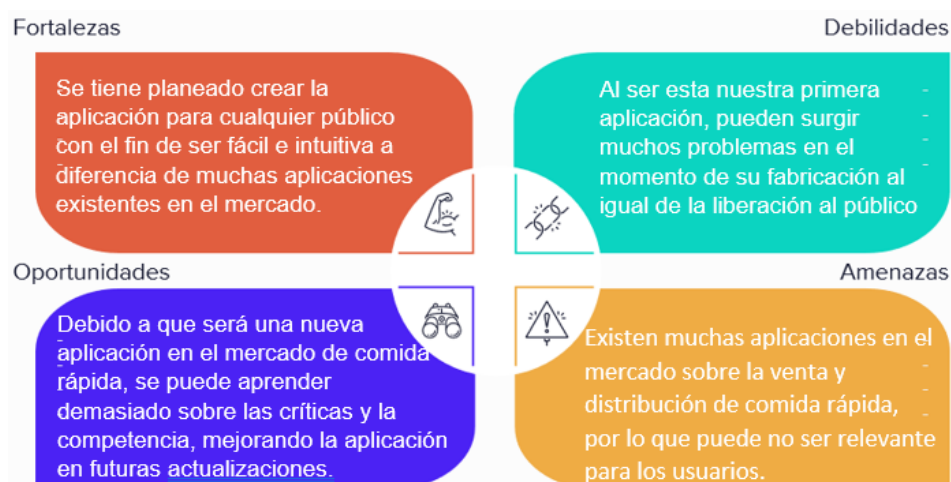 Fortalezas
Se tiene planeado crear la
aplicación para cualquier público
con el fin de ser fácil e intuitiva a
diferencia de muchas aplicaciones
existentes en el mercado.
Debilidades
Al ser esta nuestra primera
aplicación, pueden surgir
muchos problemas en el
momento de su fabricación al
igual de la liberación al público
Oportunidades
Debido a que será una nueva
aplicación en el mercado de comida
rápida, se puede aprender
demasiado sobre las críticas y la
competencia, mejorando la aplicación
en futuras actualizaciones.
Amenazas
Existen muchas aplicaciones en el
mercado sobre la venta y
distribución de comida rápida,
por lo que puede no ser relevante
para los usuarios.